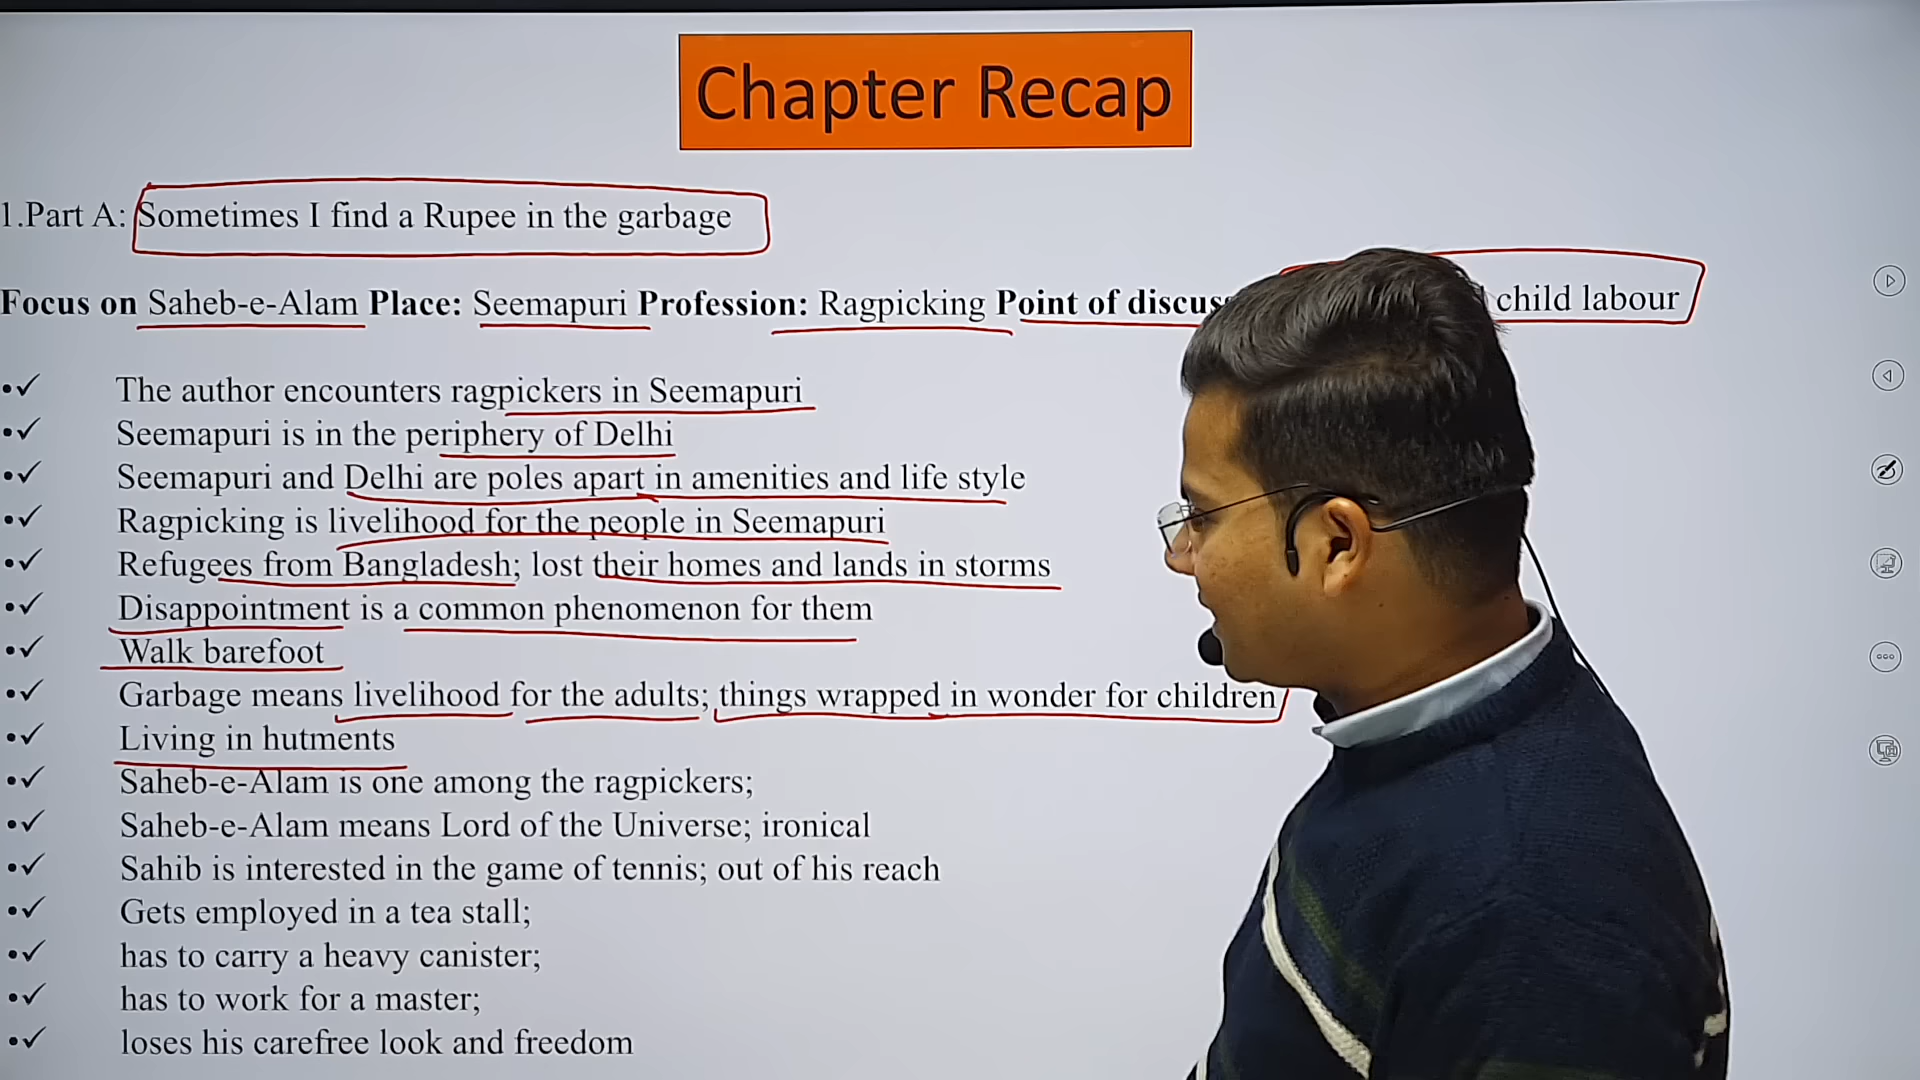 Chapter Recap
1.Part A: Sometimes I find a Rupee in the garbage
Focus on Saheb-e-Alam Place: Seemapuri Profession: Ragpicking Point of child labour
•✓ The author encounters ragpickers in Seemapuri
•✓ Seemapuri is in the periphery of Delhi
•✓ Seemapuri and Delhi are poles apart in amenities and life style
•✓ Ragpicking is livelihood for the people in Seemapuri
•✓ Refugees from Bangladesh; lost their homes and lands in storms
•✓ Disappointment is a common phenomenon for them
•✓ Walk barefoot
•✓ Garbage means livelihood for the adults; things wrapped in wonder for children
•✓ Living in hutments
•✓ Saheb-e-Alam is one among the ragpickers;
•✓ Saheb-e-Alam means Lord of the Universe; ironical
•✓ Sahib is interested in the game of tennis; out of his reach
•✓ Gets employed in a tea stall;
•✓ has to carry a heavy canister;
•✓ has to work for a master;
•✓ loses his carefree look and freedom